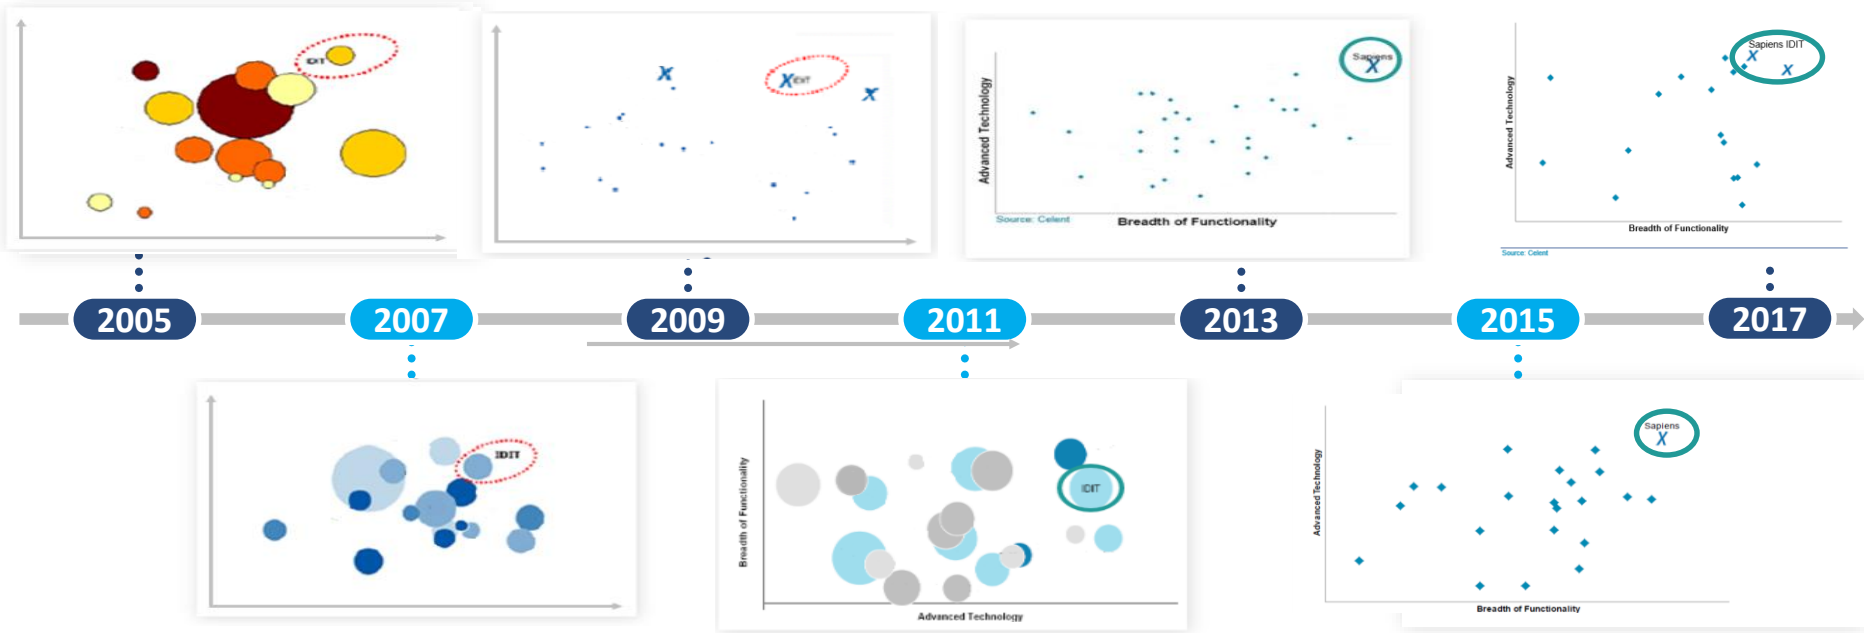 IDIT
X IDIT
X
X
Sapiens
X
Advanced Technology
Source: Celent
Breadth of Functionality
Sapiens IDIT
X
X
Advanced Technology
Breadth of Functionality
Source: Celent
2005
2007
2009
2011
2013
2015
2017
IDIT
IDIT
Breadth of Functionality
Advanced Technology
Sapiens
X
Advanced Technology
Breadth of Functionality